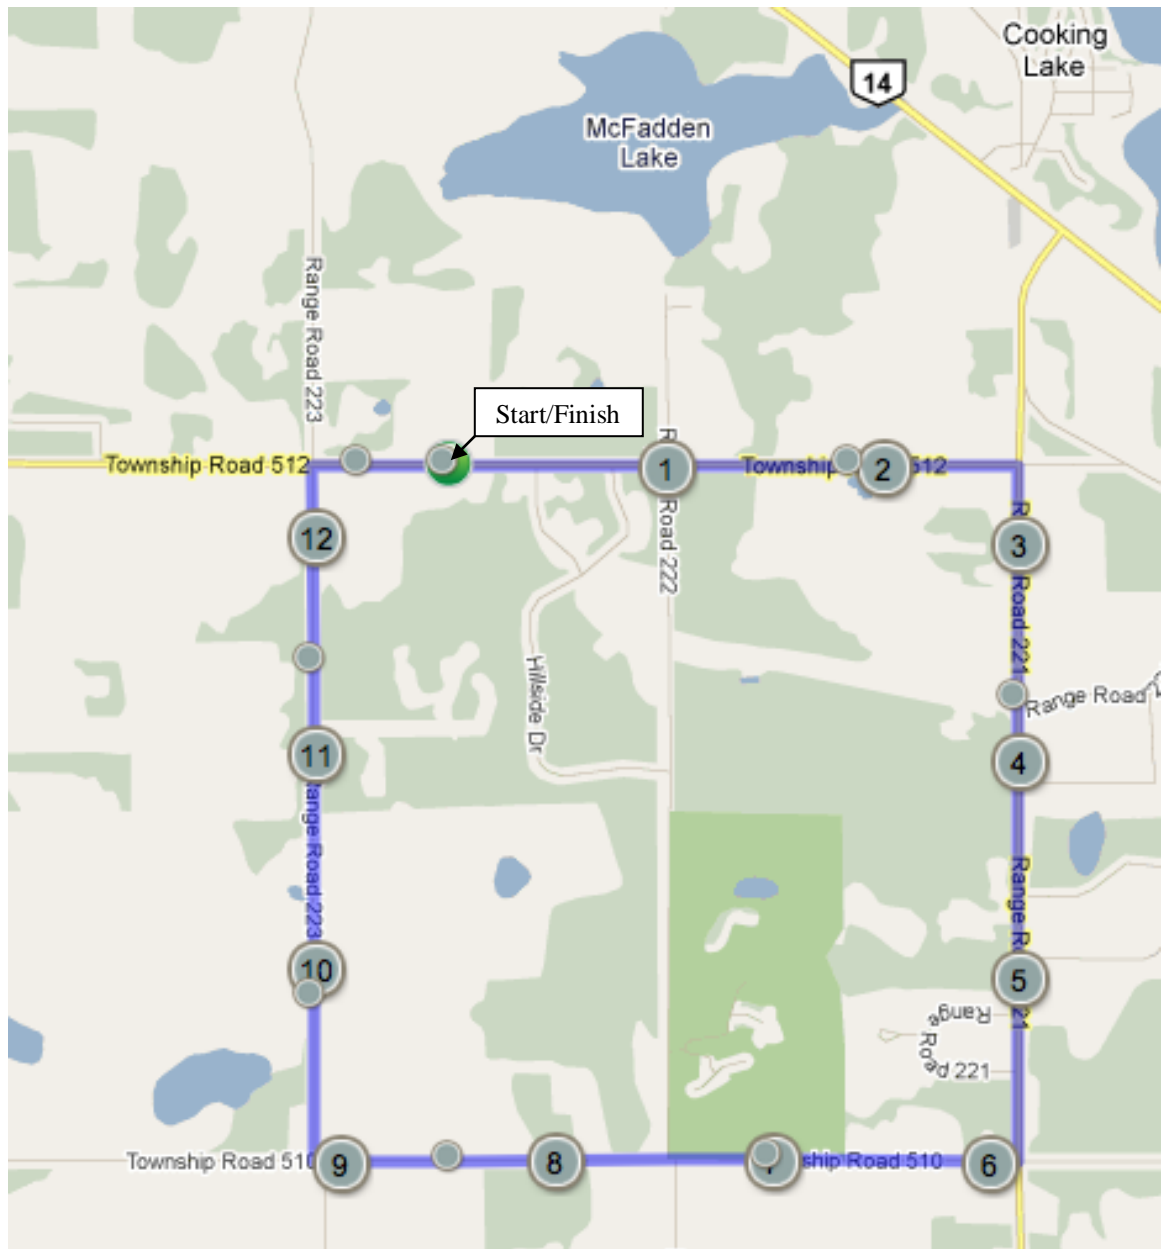 Cooking
Lake
14
McFadden
Lake
Range Road 223
Start/Finish
Township Road 512
1
Township
2
512
Road 222
12
3
Road 221
Hillside Dr
Range Road
11
4
Range Road 223
Range R
10
5
21
Range
Road 221
Township Road 510
9
8
7
ship Road 510
6